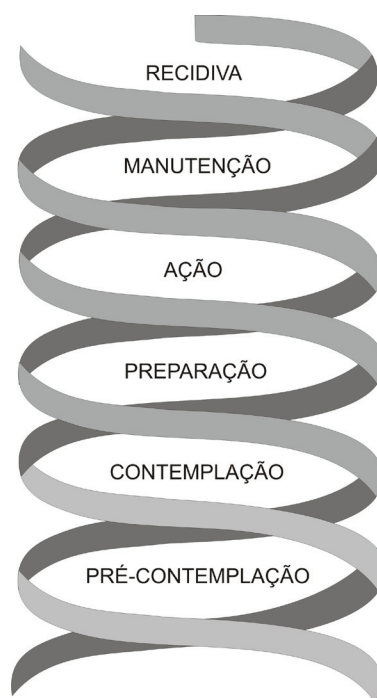 RECIDIVA
MANUTENÇÃO
AÇÃO
PREPARAÇÃO
CONTEMPLAÇÃO
PRÉ-CONTEMPLAÇÃO